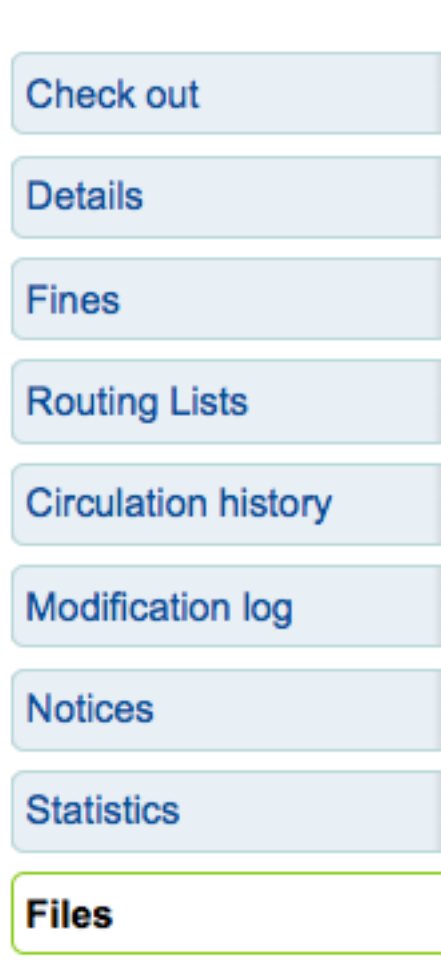 Check out
Details
Fines
Routing Lists
Circulation history
Modification log
Notices
Statistics
Files